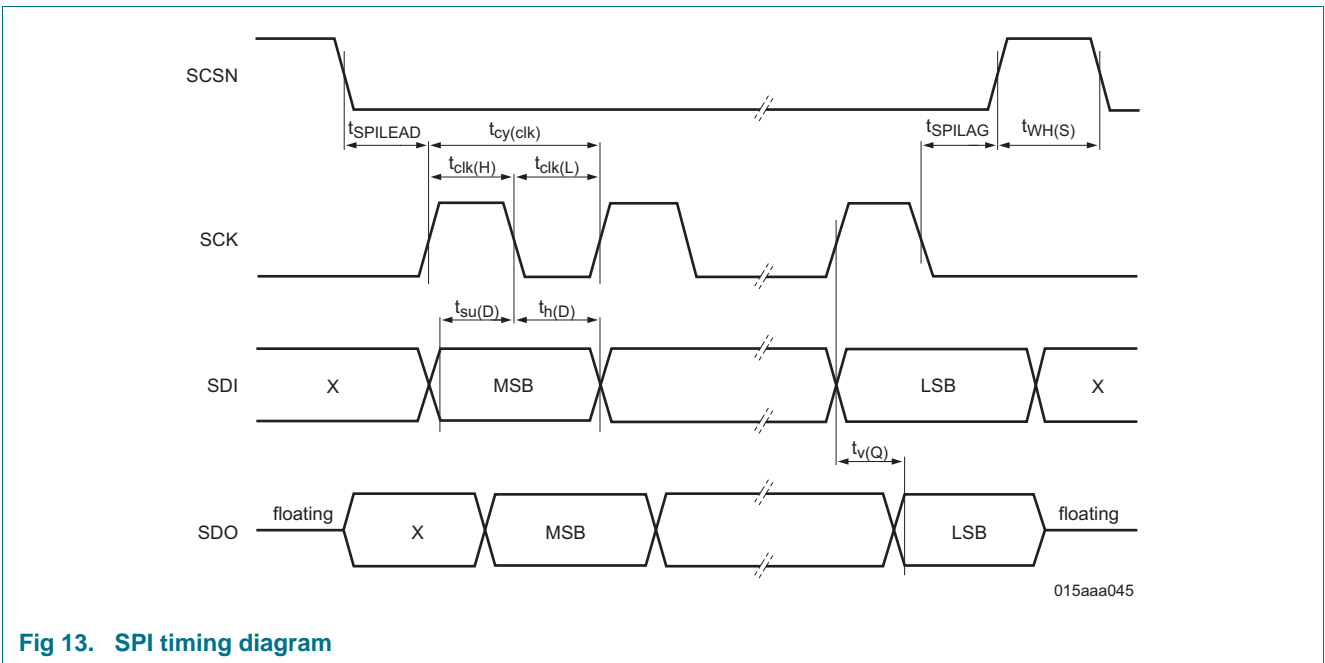 SCSN
tSPILEAD tcy(clk) tSPILAG tWH(S)
tclk(H) tclk(L)
SCK
tsu(D) th(D)
SDI X MSB LSB X
tv(Q)
SDO floating X MSB LSB floating
015aaa045
Fig 13. SPI timing diagram